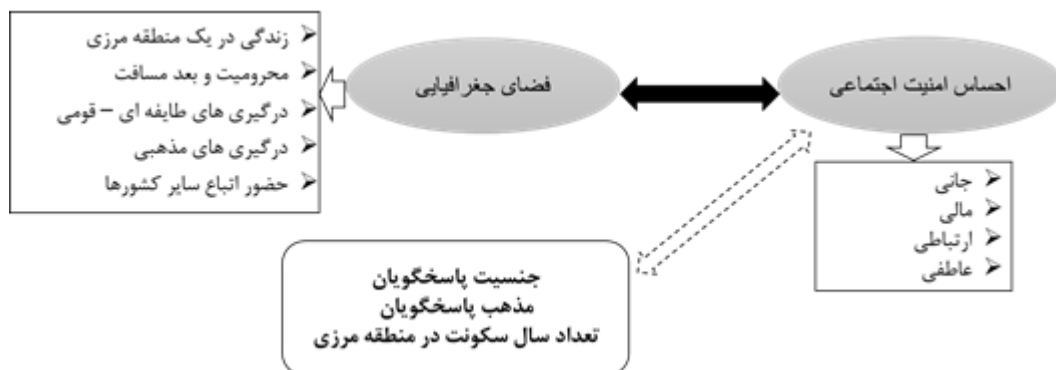 احساس امنیت اجتماعی
جانی
مالی
ارتباطی
عاطفی
فضای جغرافیایی
زندگی در یک منطقه مرزی
محرومیت و بعد مسافت
درگیری های طایفه ای – قومی
درگیری های مذهبی
حضور اتباع سایر کشورها
جنسیت پاسخگویان
مذهب پاسخگویان
تعداد سال سکونت در منطقه مرزی